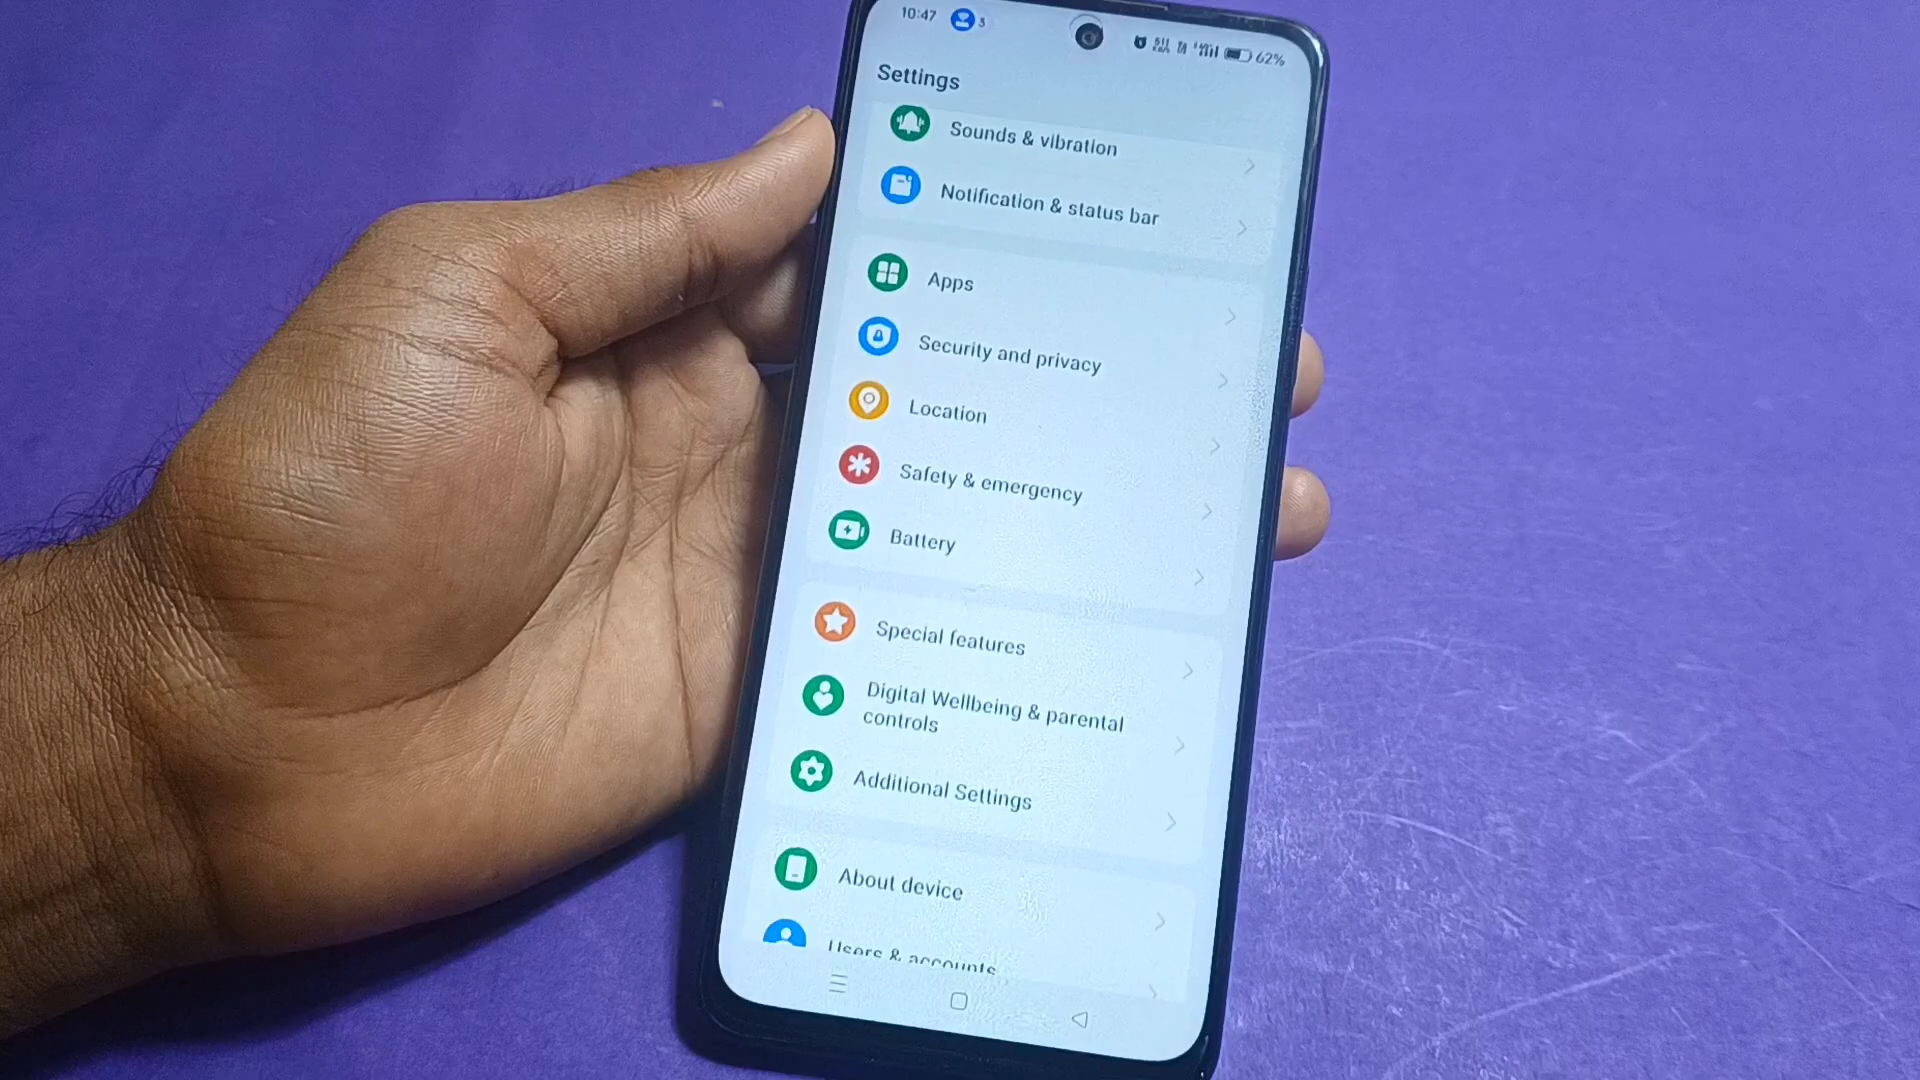 10:47
3
62%
Settings
Sounds & vibration
Notification & status bar
Apps
Security and privacy
Location
Safety & emergency
Battery
Special features
Digital Wellbeing & parental
controls
Additional Settings
About device
Users & accounts